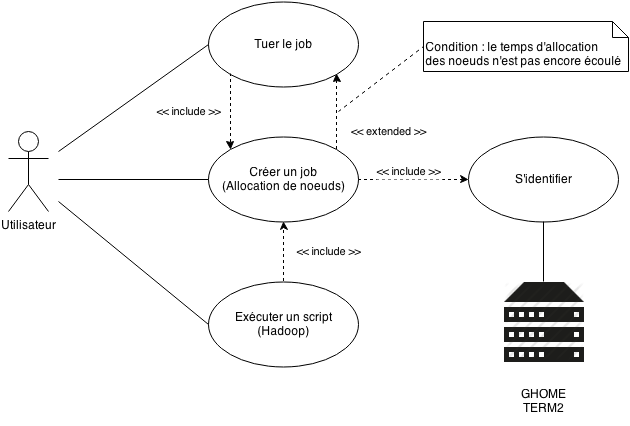 Tuer le job
Condition : le temps d'allocation
des noeuds n'est pas encore écoulé
<< include >>
<< extended >>
Créer un job
(Allocation de noeuds)
<< include >>
S'identifier
Utilisateur
<< include >>
Exécuter un script
(Hadoop)
GHOME
TERM2